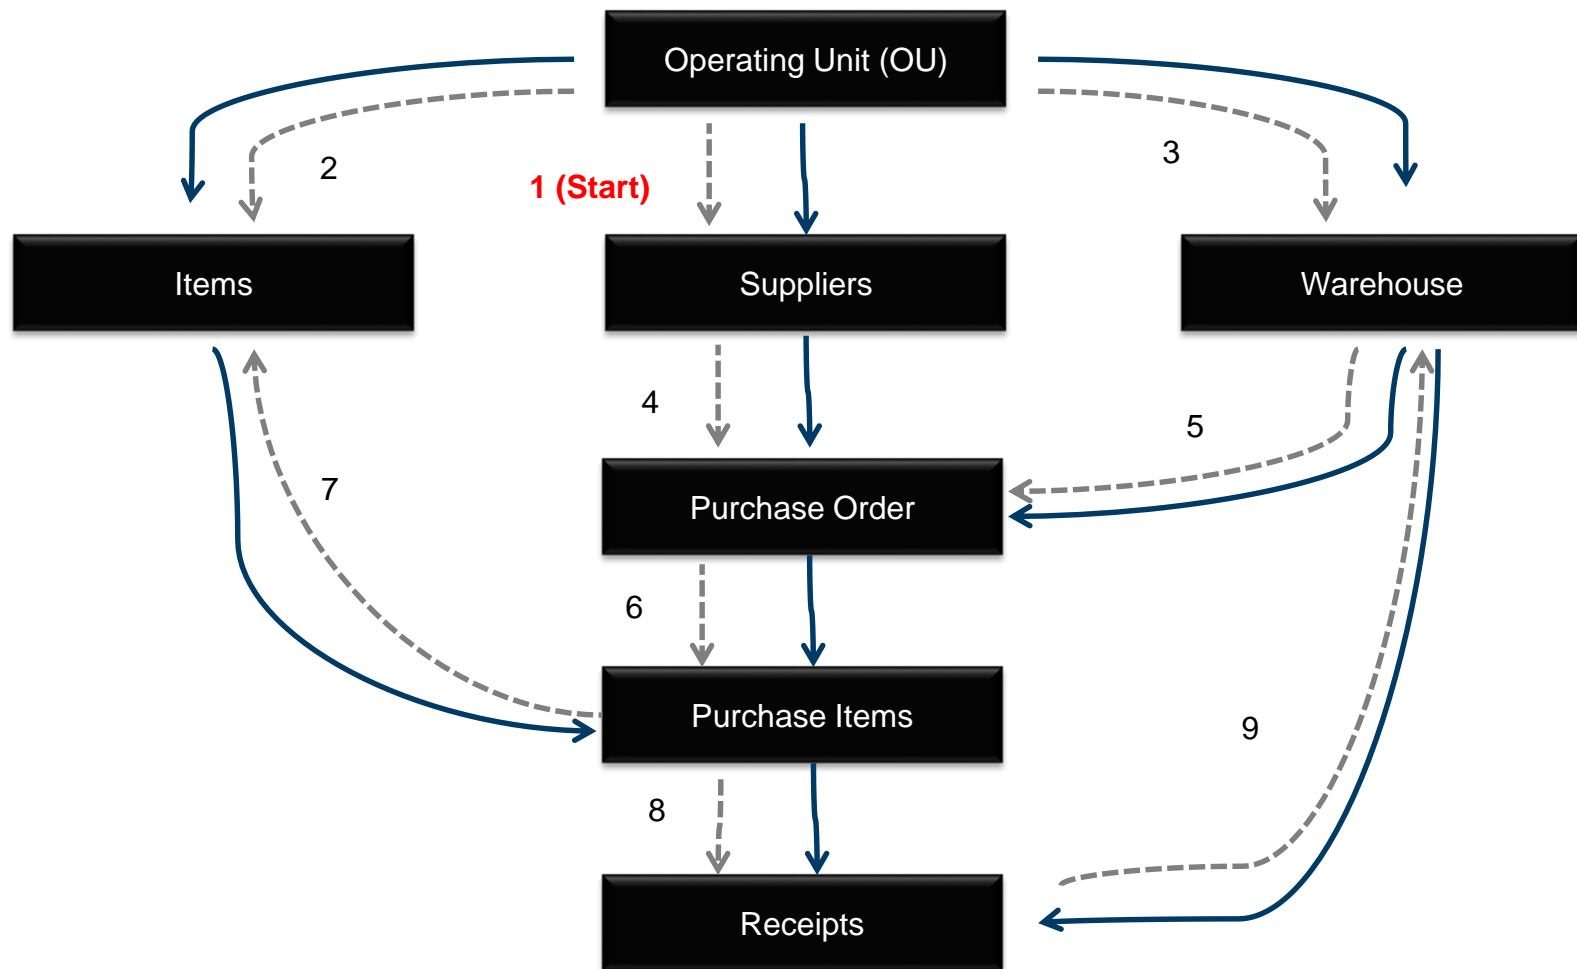 Operating Unit (OU)
2
1 (Start)
3
Items
Suppliers
Warehouse
4
5
7
Purchase Order
6
Purchase Items
9
8
Receipts